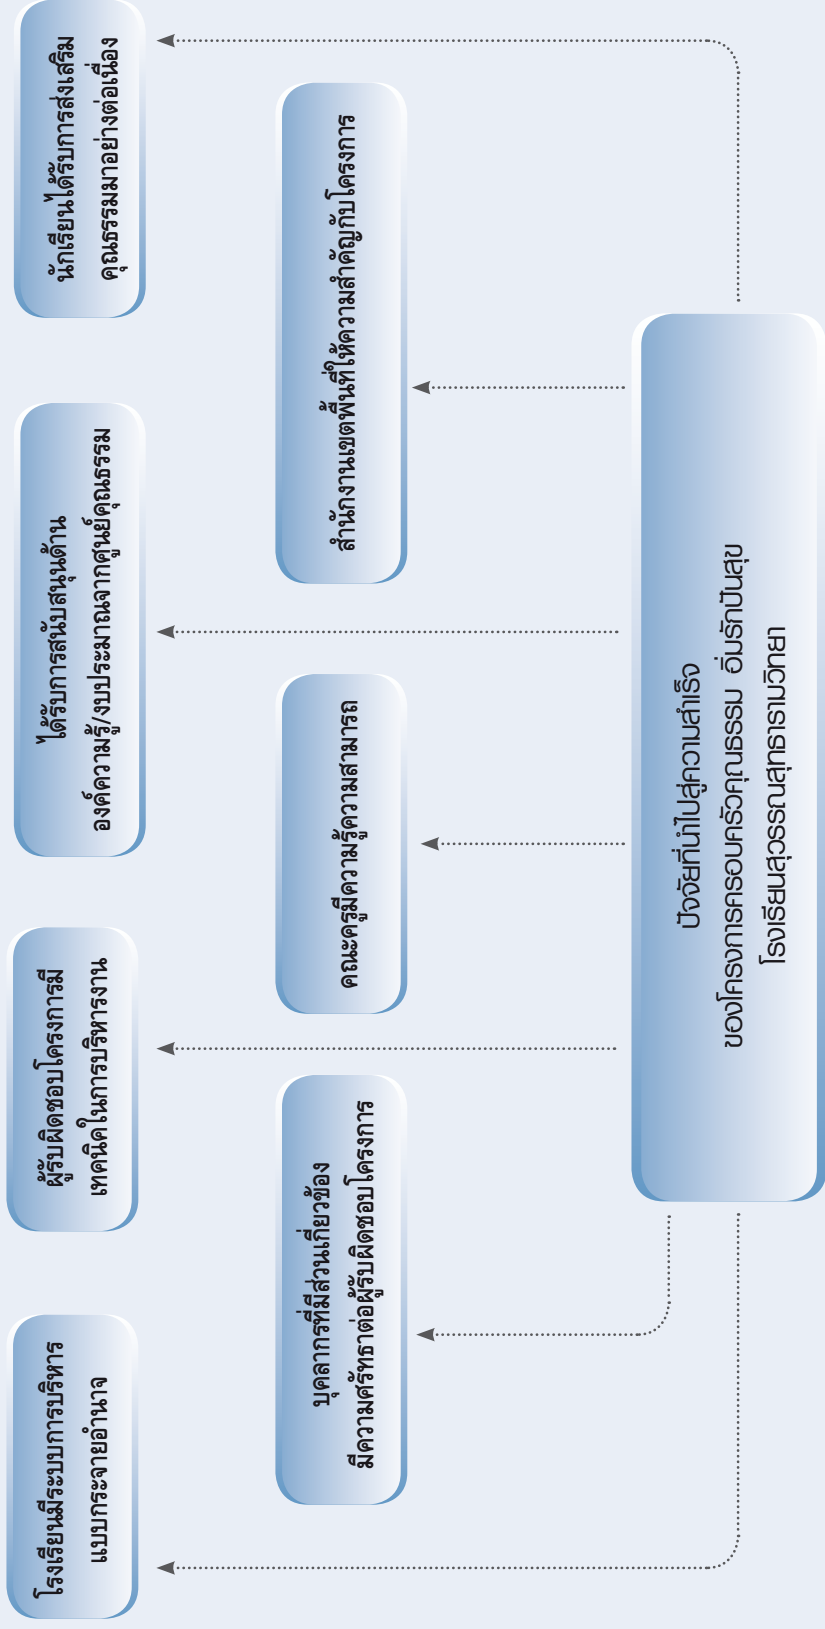 โรงเรียนมีระบบการบริหาร
แบบกระจายอำนาจ
ผู้รับผิดชอบโครงการมี
เทคนิคในการบริหารงาน
ได้รับการสนับสนุนด้าน
องค์ความรู้/งบประมาณจากศูนย์คุณธรรม
นักเรียนได้รับการส่งเสริม
คุณธรรมมาอย่างต่อเนื่อง
บุคลากรที่มีส่วนเกี่ยวข้อง
มีความศรัทธาต่อผู้รับผิดชอบโครงการ
คณะครูมีความรู้ความสามารถ
สำนักงานเขตพื้นที่ให้ความสำคัญกับโครงการ
ปัจจัยที่นำไปสู่ความสำเร็จ
ของโครงการครอบครัวคุณธรรม อิ่มรักปันสุข
โรงเรียนสุวรรณสุทธารามวิทยา